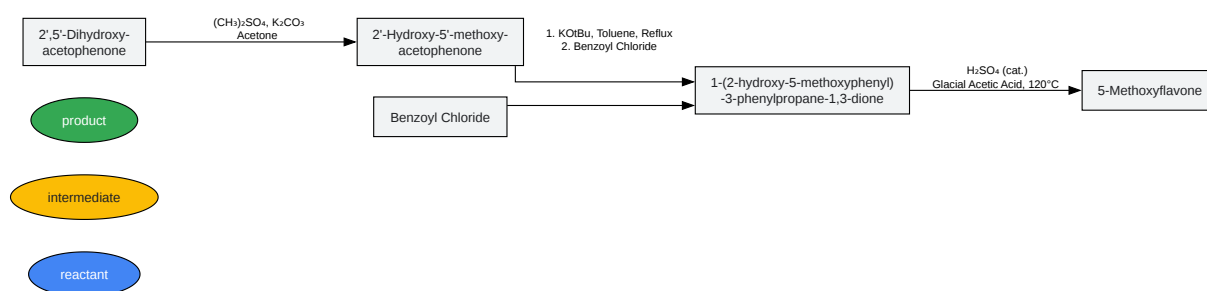 (CH₃)₂SO₄, K₂CO₃
Acetone
2',5'-Dihydroxy-
acetophenone
2'-Hydroxy-5'-methoxy-
acetophenone
1. KOtBu, Toluene, Reflux
2. Benzoyl Chloride
1-(2-hydroxy-5-methoxyphenyl)
-3-phenylpropane-1,3-dione
H₂SO₄ (cat.)
Glacial Acetic Acid, 120°C
5-Methoxyflavone
Benzoyl Chloride
product
intermediate
reactant